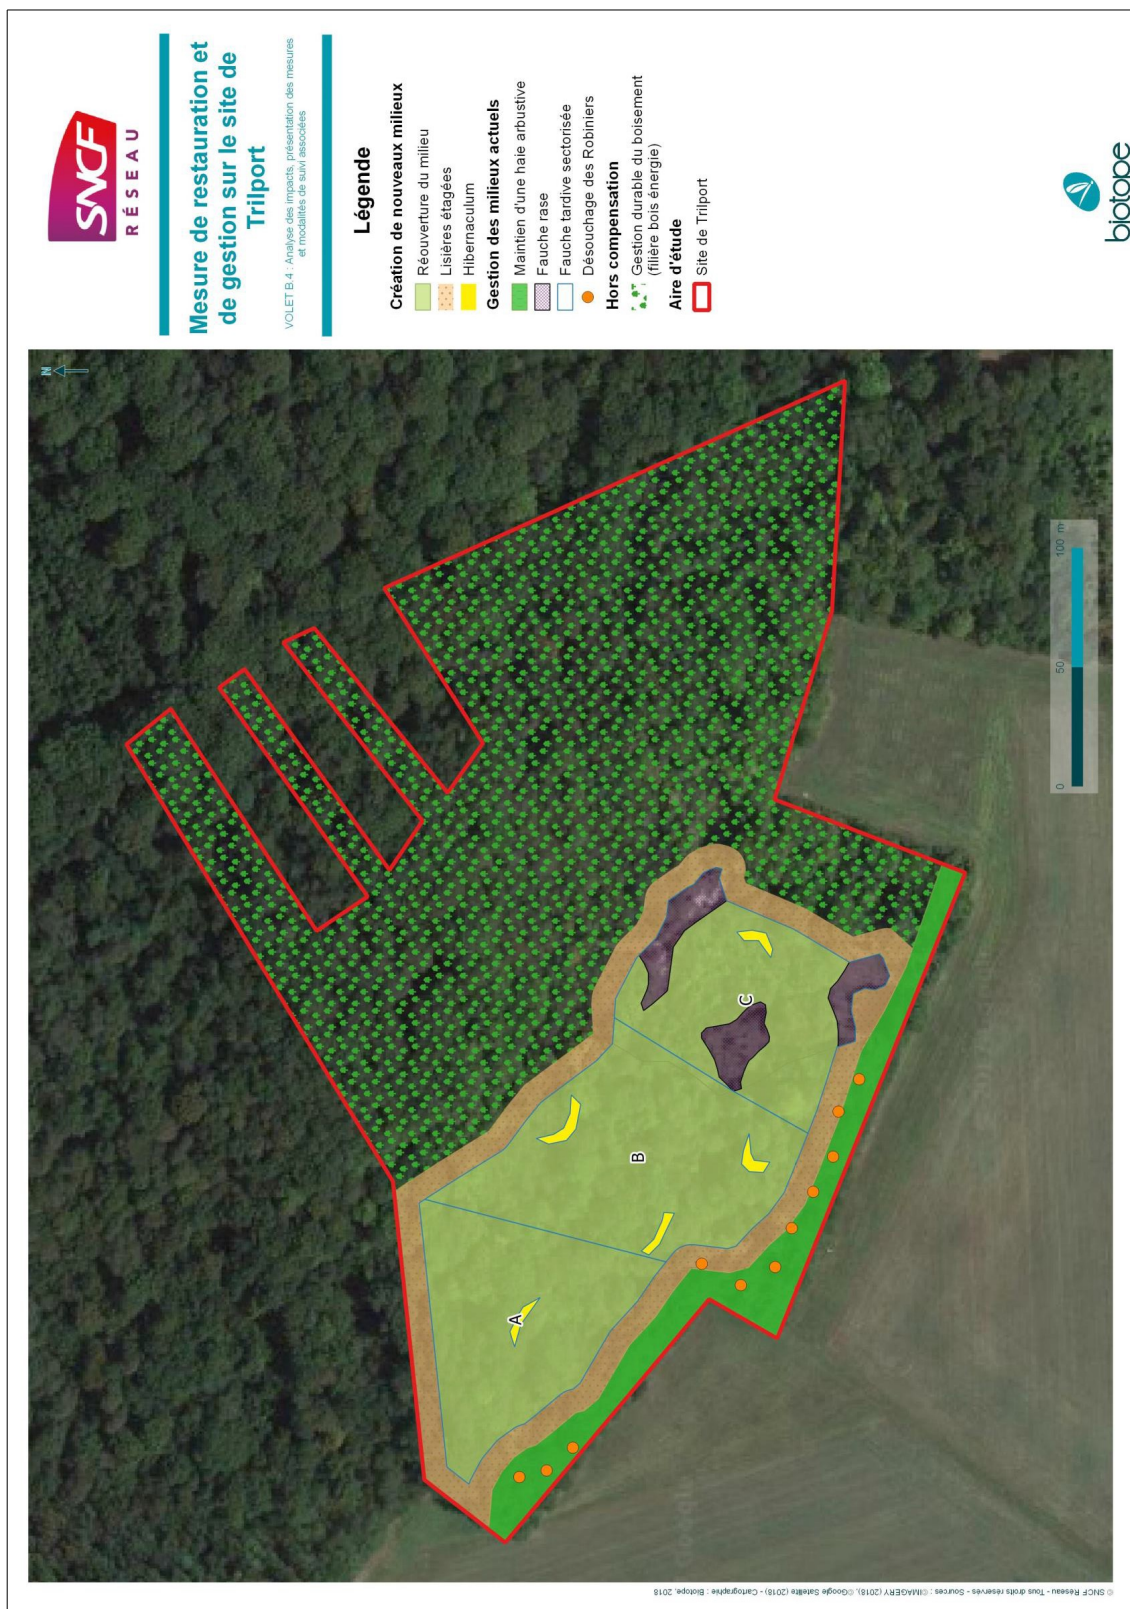 SNCF
RÉSEAU
Mesure de restauration et
de gestion sur le site de
Trilport
VOLET B.4 : Analyse des impacts, présentation des mesures
et modalités de suivi associées
Légende
Création de nouveaux milieux
Réouverture du milieu
Lisières étagées
Hibernaculum
Gestion des milieux actuels
Maintien d'une haie arbustive
Fauche rase
Fauche tardive sectorisée
Désouchage des Robiniers
Hors compensation
Gestion durable du boisement
(filière bois énergie)
Aire d'étude
Site de Trilport
biotope
N
A
B
C
0 50 100 m
© SNCF Réseau - Tous droits réservés - Sources : ©IMAGERY (2018), ©Google Satellite (2018) - Cartographie : Biotope, 2018